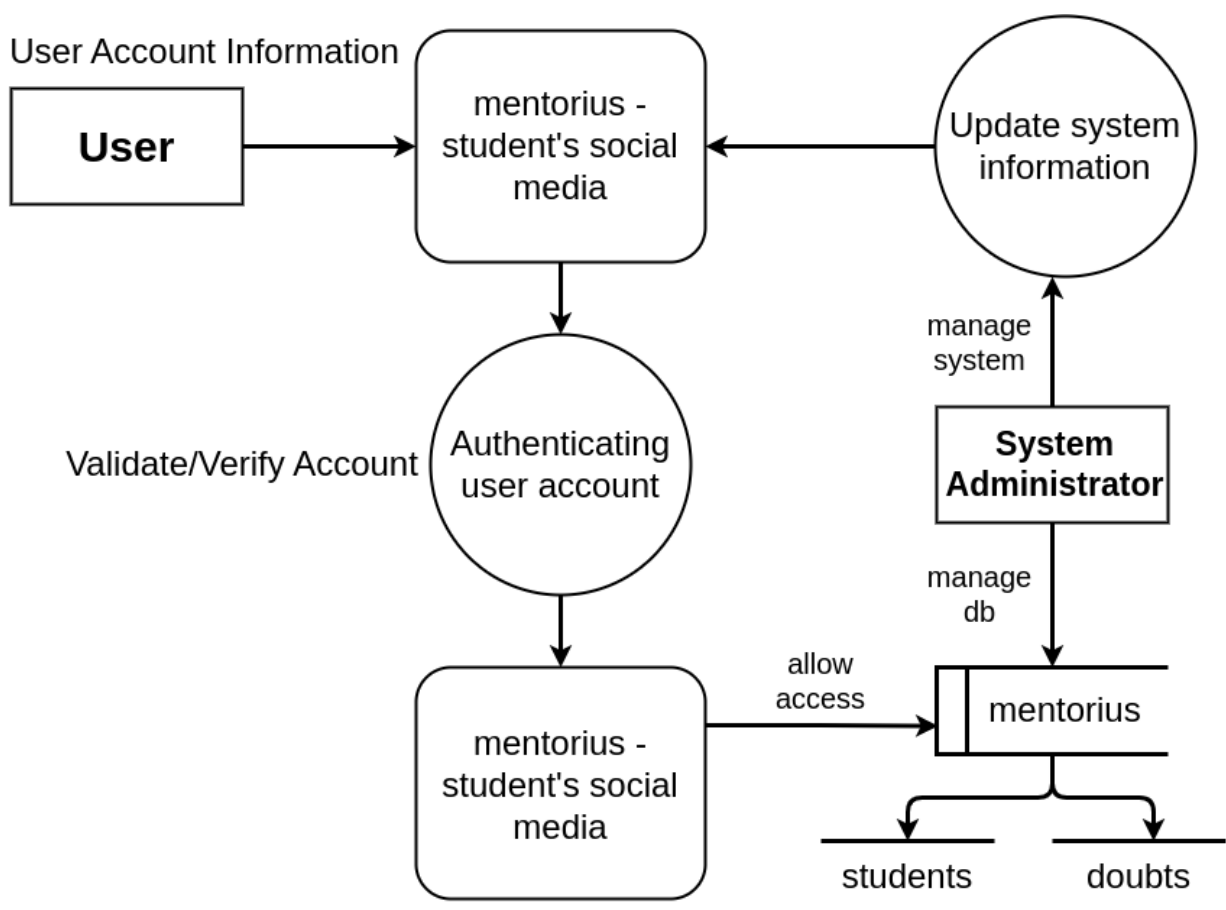 User Account Information
User
mentorius -
student's social
media
Update system
information
manage
system
Validate/Verify Account
Authenticating
user account
System
Administrator
manage
db
allow
access
mentorius -
student's social
media
mentorius
students
doubts